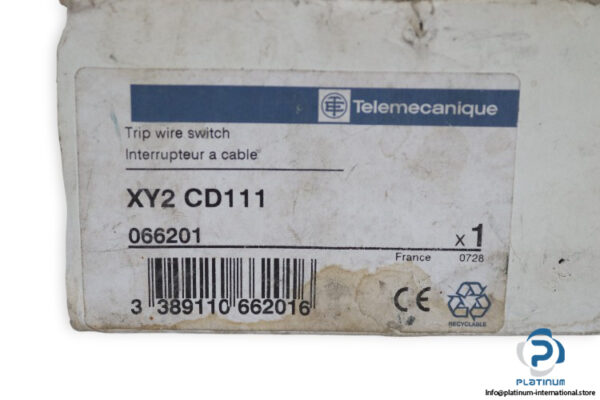 Telemecanique
Trip wire switch
Interrupteur a cable
XY2 CD111
066201
x 1
France 0728
3 389110 662016
CE
RECYCLABLE
PLATINUM
Info@platinum-international.store